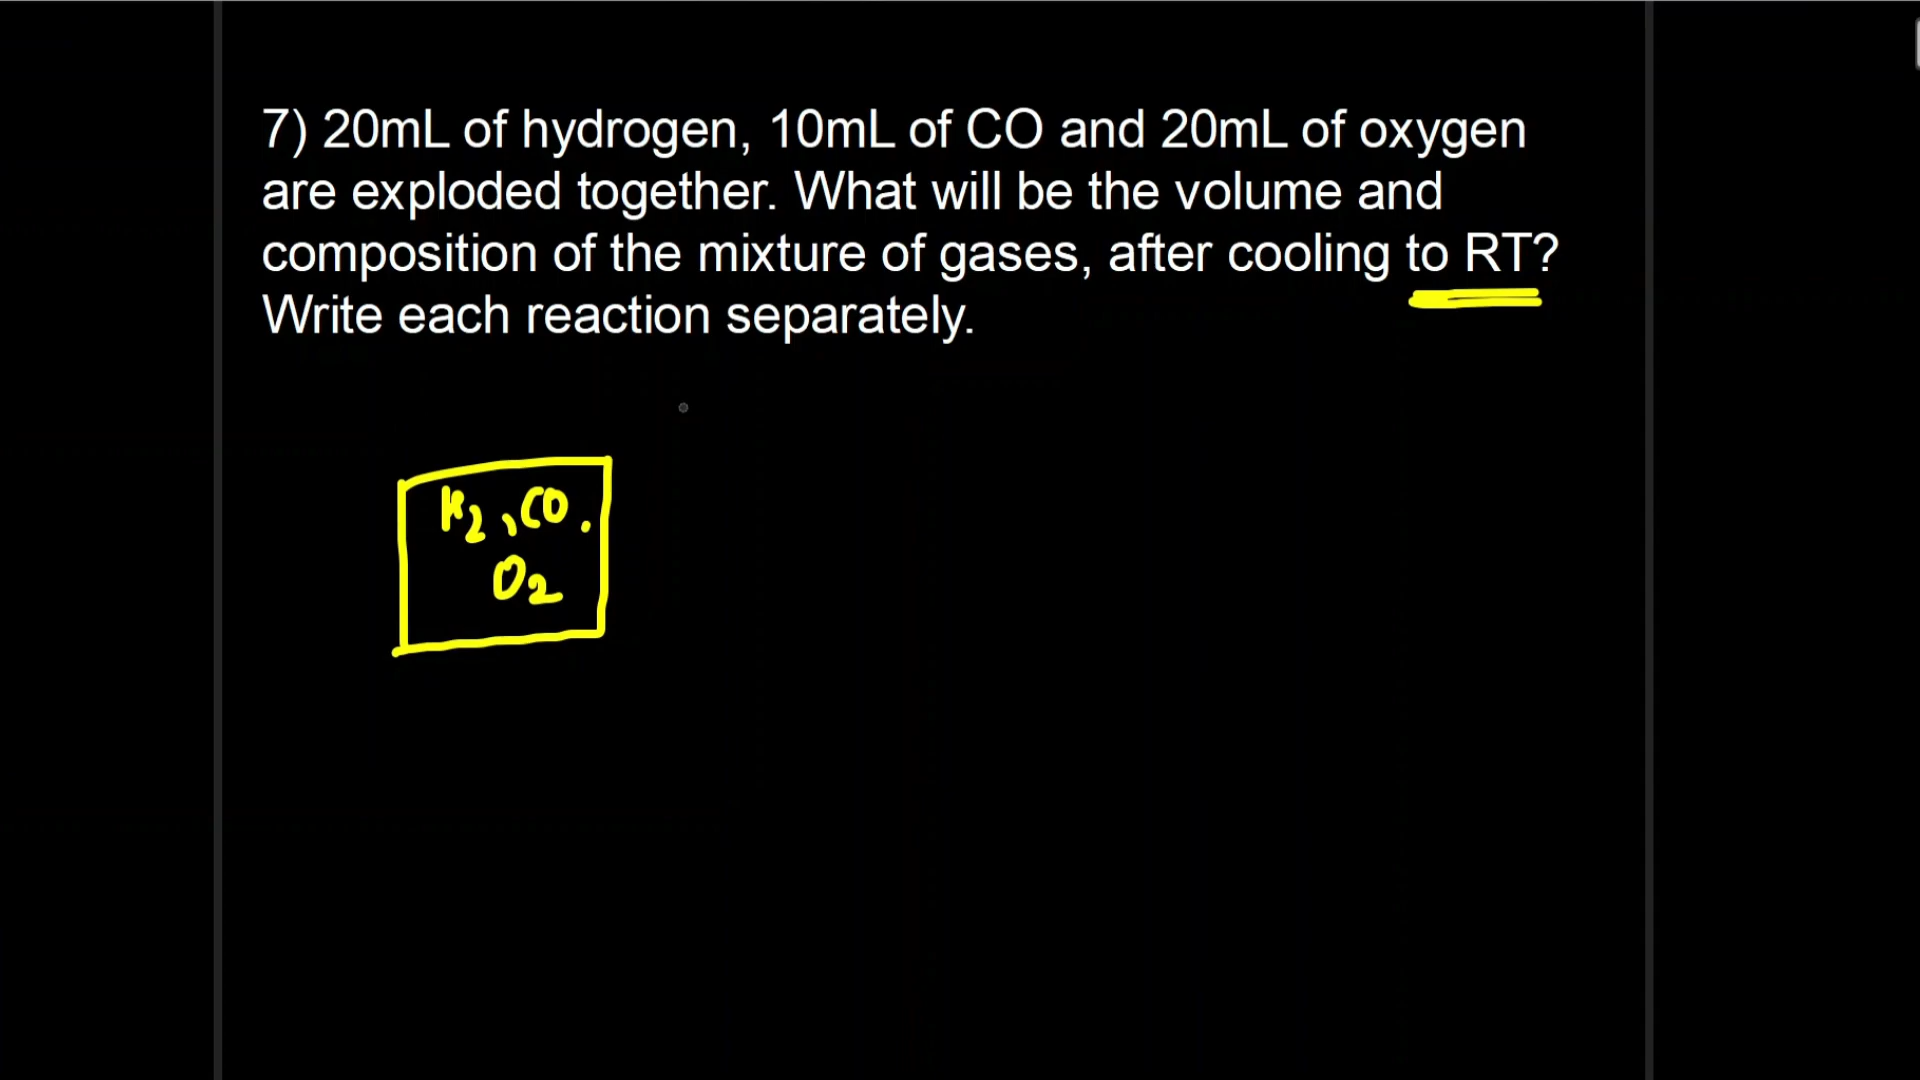 7) 20mL of hydrogen, 10mL of CO and 20mL of oxygen
are exploded together. What will be the volume and
composition of the mixture of gases, after cooling to RT?
Write each reaction separately.
H₂, CO.
O₂